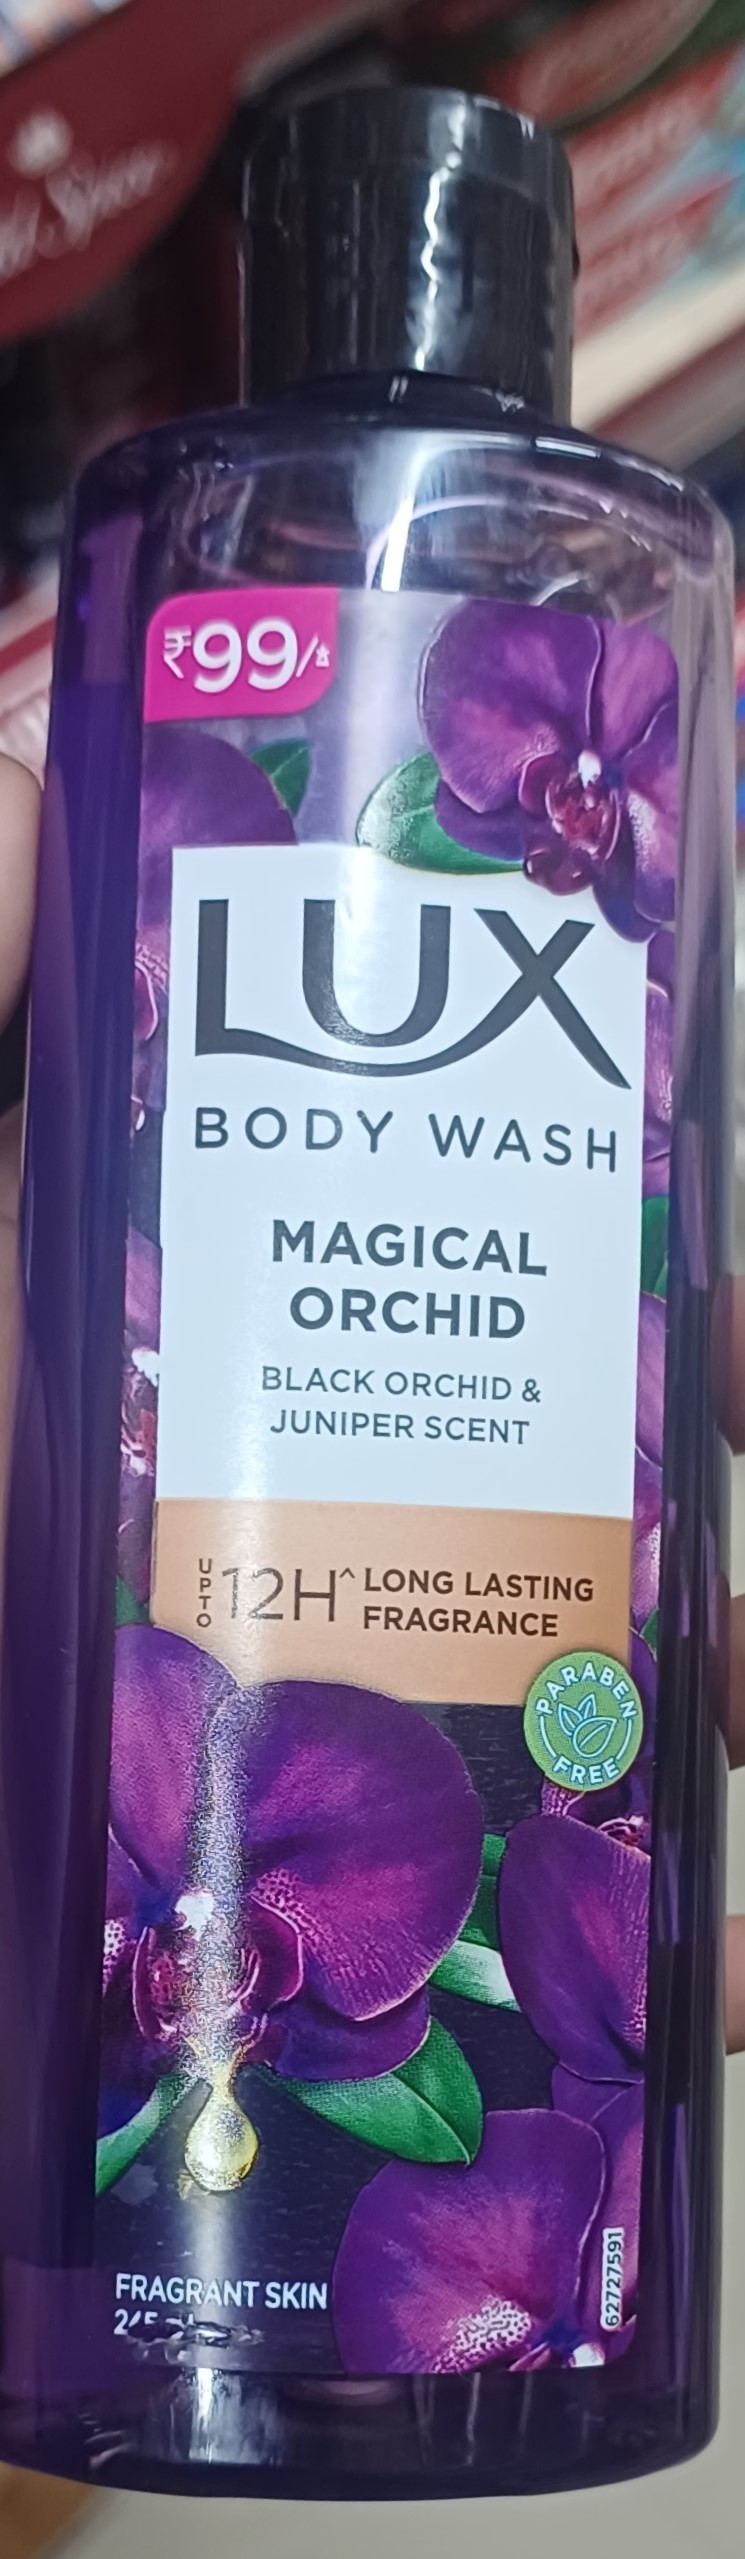 ₹99/*
LUX
BODY WASH
MAGICAL
ORCHID
BLACK ORCHID &
JUNIPER SCENT
UPTO 12H^ LONG LASTING
FRAGRANCE
PARABEN
FREE
FRAGRANT SKIN
62727591